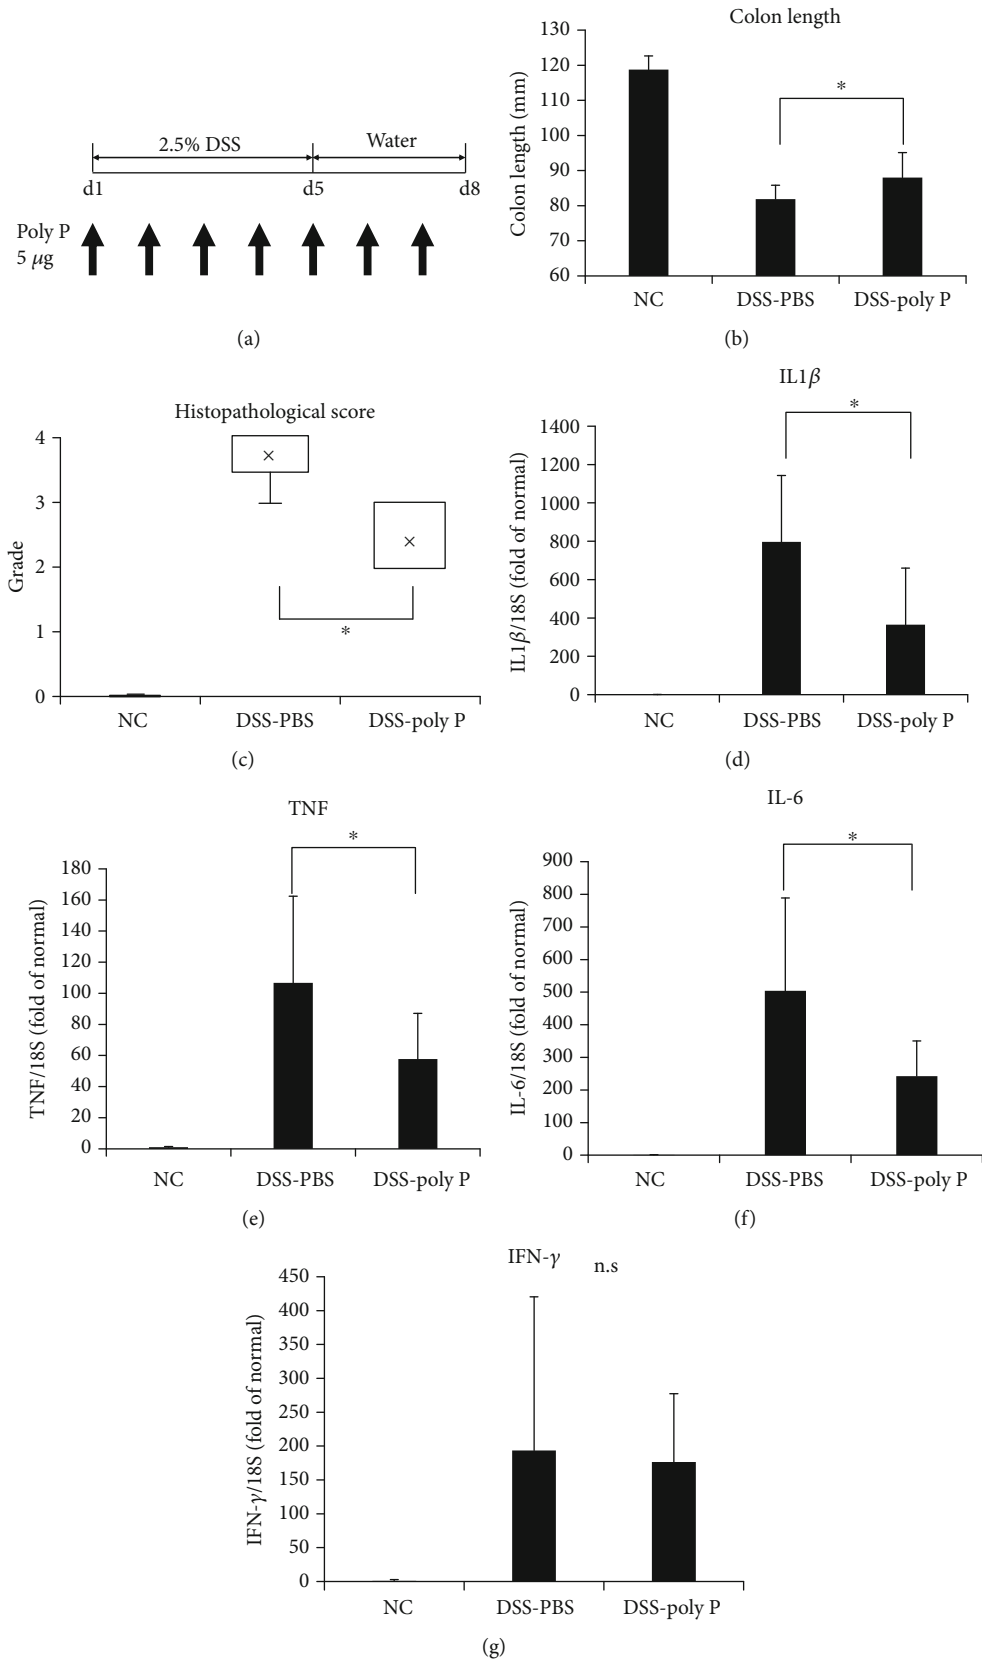 2.5% DSS
Water
d1
d5
d8
Poly P
5 μg
(a)
Colon length
Colon length (mm)
130
120
110
100
90
80
70
60
*
NC
DSS-PBS
DSS-poly P
(b)
Histopathological score
Grade
4
3
2
1
0
×
×
*
NC
DSS-PBS
DSS-poly P
(c)
IL1β
IL1β/18S (fold of normal)
1400
1200
1000
800
600
400
200
0
*
NC
DSS-PBS
DSS-poly P
(d)
TNF
TNF/18S (fold of normal)
180
160
140
120
100
80
60
40
20
0
*
NC
DSS-PBS
DSS-poly P
(e)
IL-6
IL-6/18S (fold of normal)
900
800
700
600
500
400
300
200
100
0
*
NC
DSS-PBS
DSS-poly P
(f)
IFN-γ
n.s
IFN-γ/18S (fold of normal)
450
400
350
300
250
200
150
100
50
0
NC
DSS-PBS
DSS-poly P
(g)